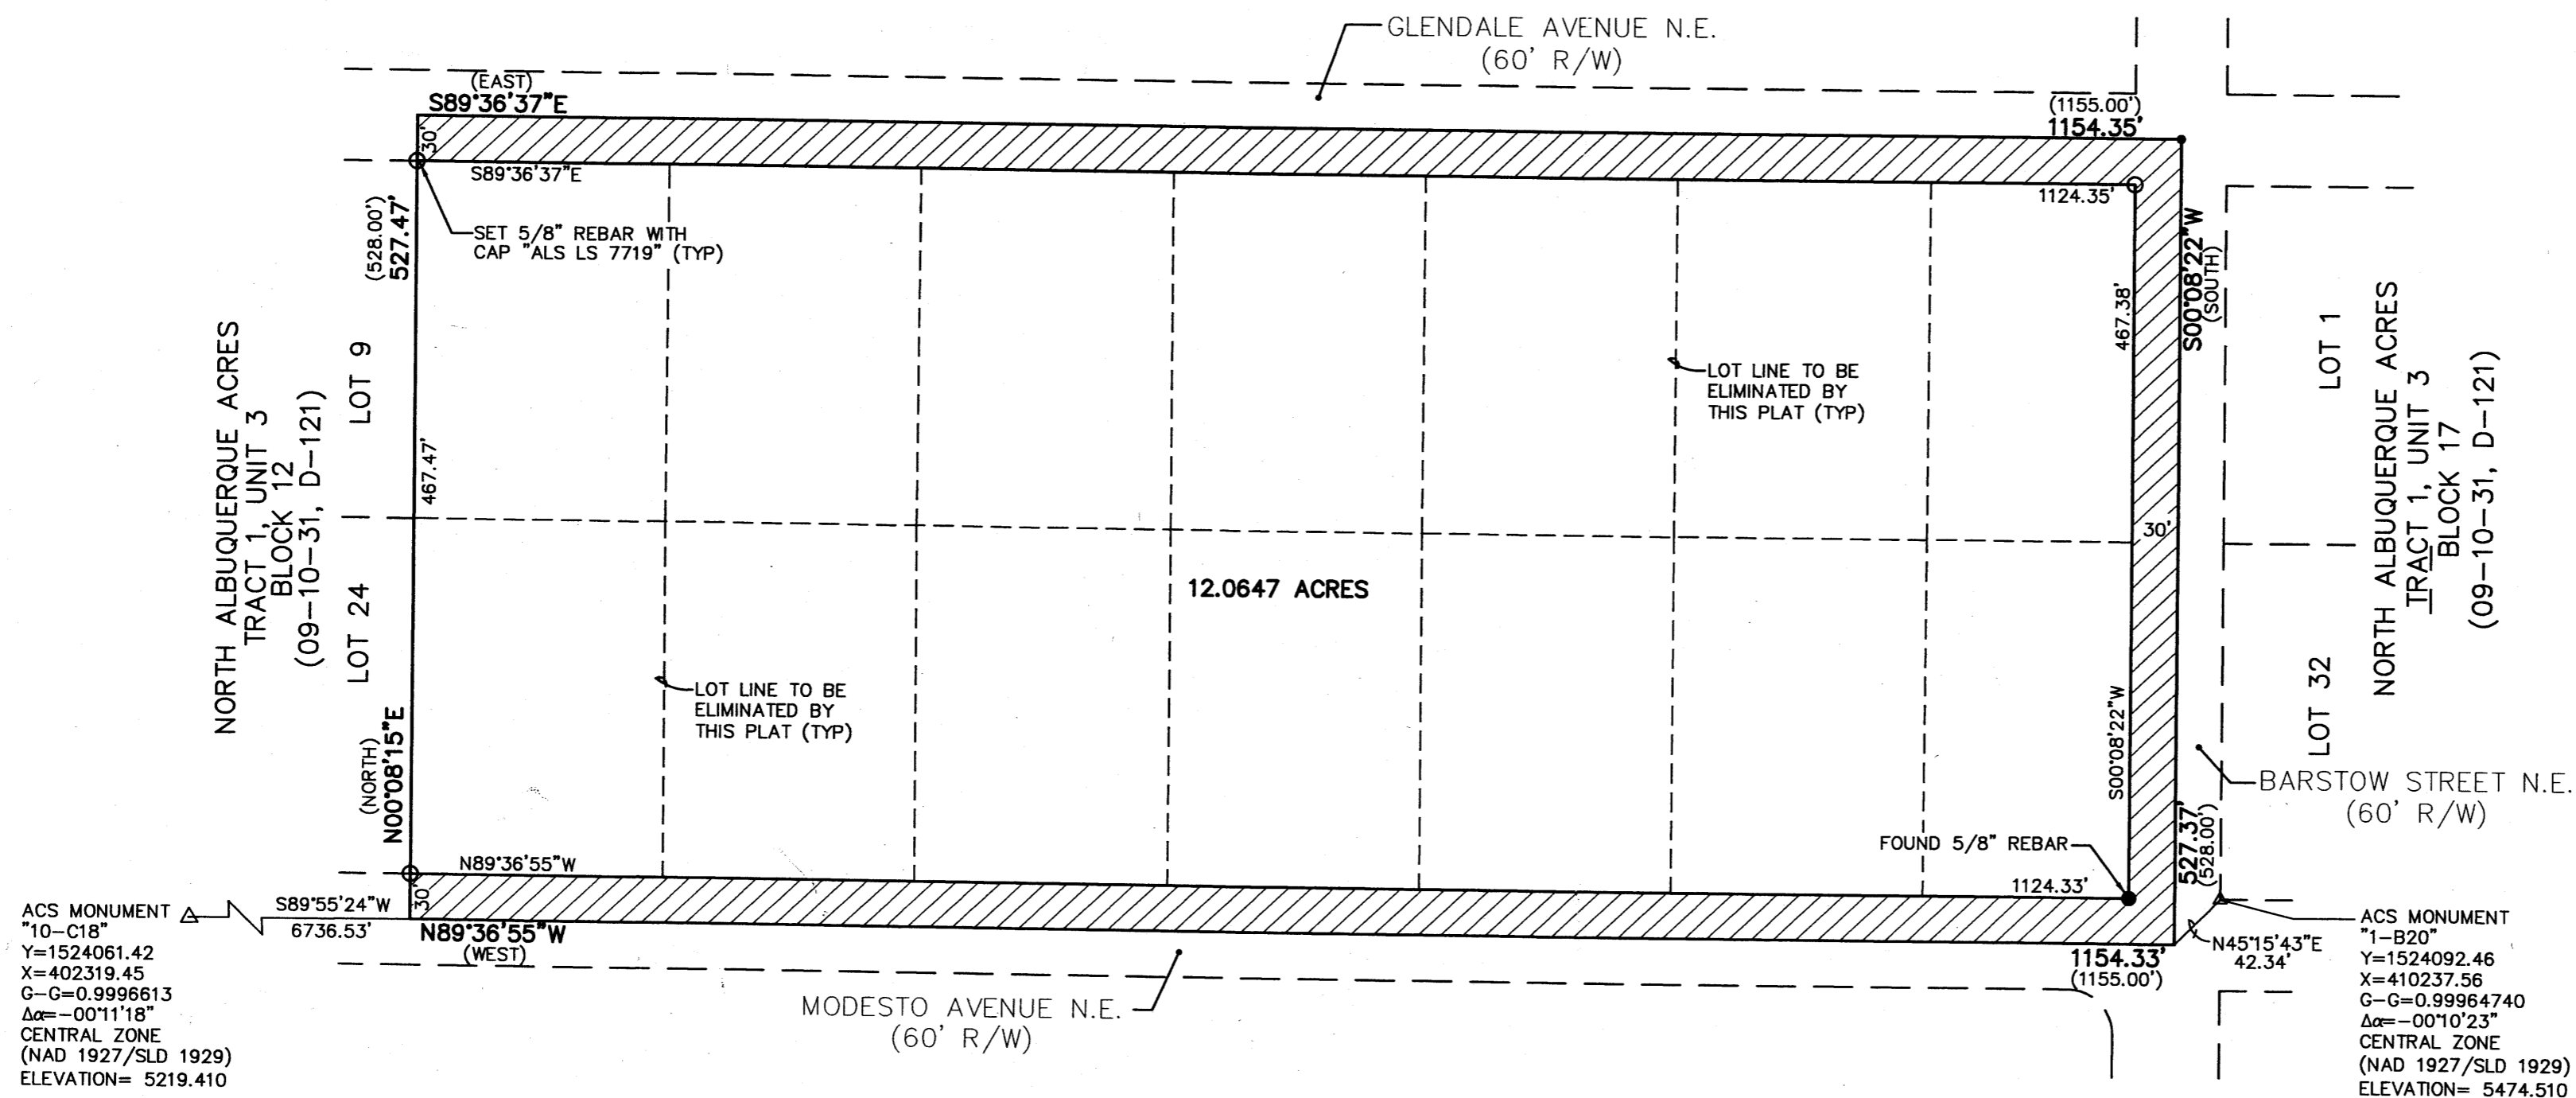 GLENDALE AVENUE N.E.
(60' R/W)
(EAST)
S89°36'37"E
(1155.00')
1154.35'
30'
S89°36'37"E
1124.35'
(528.00')
527.47'
SET 5/8" REBAR WITH
CAP "ALS LS 7719" (TYP)
467.38'
S00°08'22"W
(SOUTH)
NORTH ALBUQUERQUE ACRES
TRACT 1, UNIT 3
BLOCK 12
(09-10-31, D-121)
LOT 9
LOT 24
467.47'
LOT LINE TO BE
ELIMINATED BY
THIS PLAT (TYP)
LOT 1
LOT 32
NORTH ALBUQUERQUE ACRES
TRACT 1, UNIT 3
BLOCK 17
(09-10-31, D-121)
30'
12.0647 ACRES
LOT LINE TO BE
ELIMINATED BY
THIS PLAT (TYP)
(NORTH)
N00°08'15"E
S00°08'22"W
BARSTOW STREET N.E.
(60' R/W)
527.37'
(528.00')
FOUND 5/8" REBAR
N89°36'55"W
1124.33'
30'
S89°55'24"W
6736.53'
N89°36'55"W
(WEST)
1154.33'
(1155.00')
N45°15'43"E
42.34'
MODESTO AVENUE N.E.
(60' R/W)
ACS MONUMENT
"10-C18"
Y=1524061.42
X=402319.45
G-G=0.9996613
Δα=-00°11'18"
CENTRAL ZONE
(NAD 1927/SLD 1929)
ELEVATION= 5219.410
ACS MONUMENT
"1-B20"
Y=1524092.46
X=410237.56
G-G=0.99964740
Δα=-00°10'23"
CENTRAL ZONE
(NAD 1927/SLD 1929)
ELEVATION= 5474.510